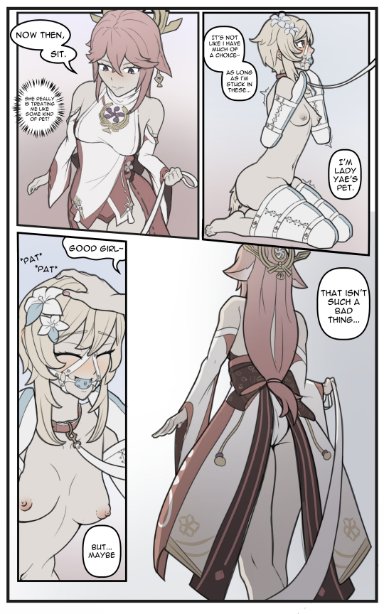 NOW THEN,
SIT.
SHE REALLY
IS TREATING
ME LIKE
SOME KIND
OF PET!
IT'S NOT
LIKE I HAVE
MUCH OF
A CHOICE-
AS LONG
AS I'M
STUCK IN
THESE...
I'M
LADY
YAE'S
PET.
GOOD GIRL~
*PAT*
*PAT*
BUT...
MAYBE
THAT ISN'T
SUCH A
BAD
THING...